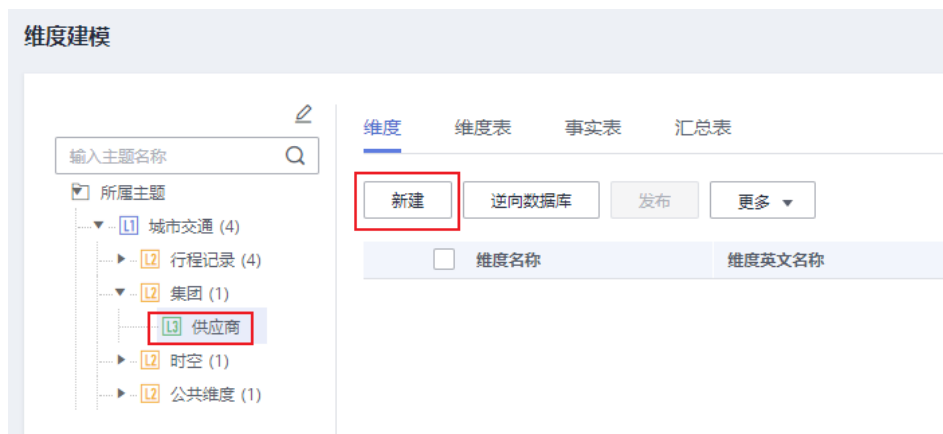 维度建模
输入主题名称
所属主题
L1 城市交通 (4)
L2 行程记录 (4)
L2 集团 (1)
L3 供应商
L2 时空 (1)
L2 公共维度 (1)
维度 维度表 事实表 汇总表
新建 逆向数据库 发布 更多
维度名称 维度英文名称